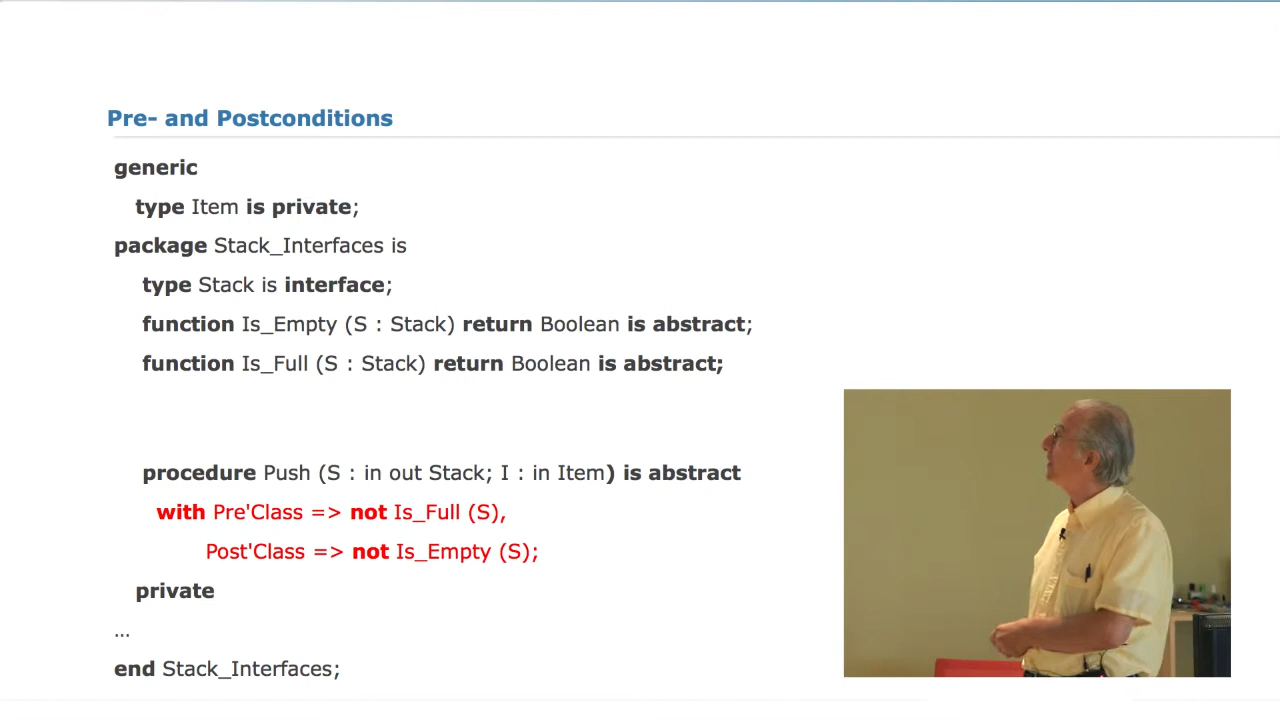 Pre- and Postconditions
generic
type Item is private;
package Stack_Interfaces is
type Stack is interface;
function Is_Empty (S : Stack) return Boolean is abstract;
function Is_Full (S : Stack) return Boolean is abstract;
procedure Push (S : in out Stack; I : in Item) is abstract
with Pre'Class => not Is_Full (S),
Post'Class => not Is_Empty (S);
private
...
end Stack_Interfaces;